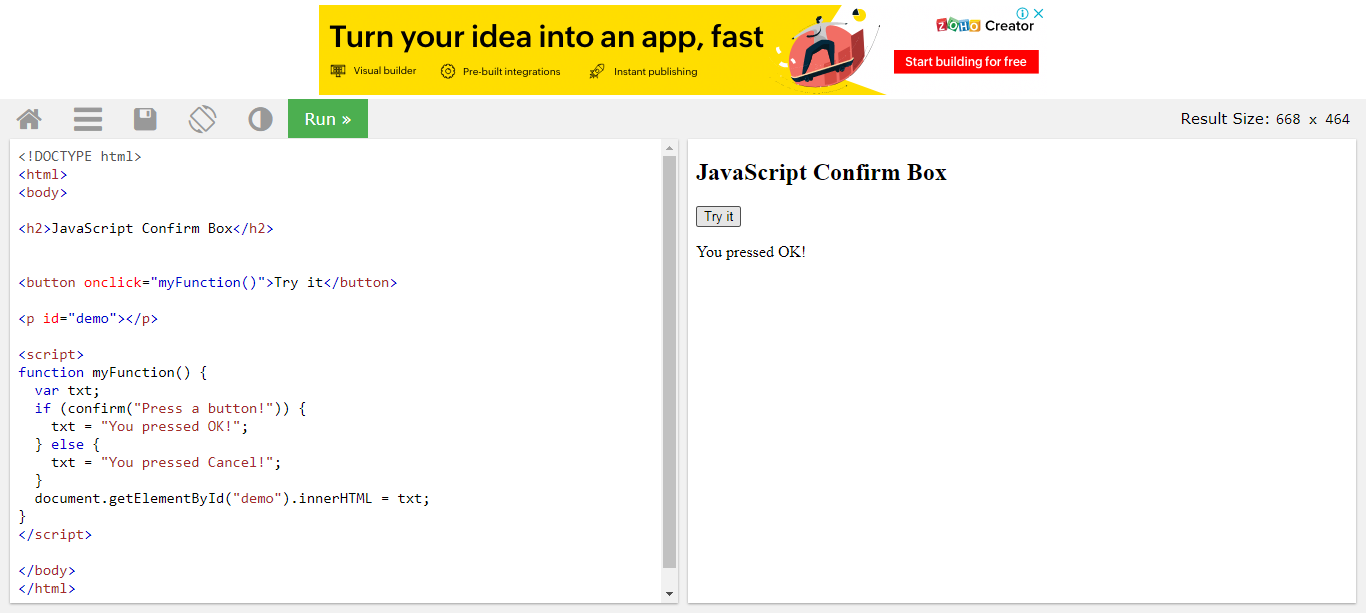 Turn your idea into an app, fast
Visual builder Pre-built integrations Instant publishing
ZOHO Creator
Start building for free
Run »
Result Size: 668 x 464
<!DOCTYPE html>
<html>
<body>
<h2>JavaScript Confirm Box</h2>
<button onclick="myFunction()">Try it</button>
<p id="demo"></p>
<script>
function myFunction() {
  var txt;
  if (confirm("Press a button!")) {
    txt = "You pressed OK!";
  } else {
    txt = "You pressed Cancel!";
  }
  document.getElementById("demo").innerHTML = txt;
}
</script>
</body>
</html>
JavaScript Confirm Box
Try it
You pressed OK!